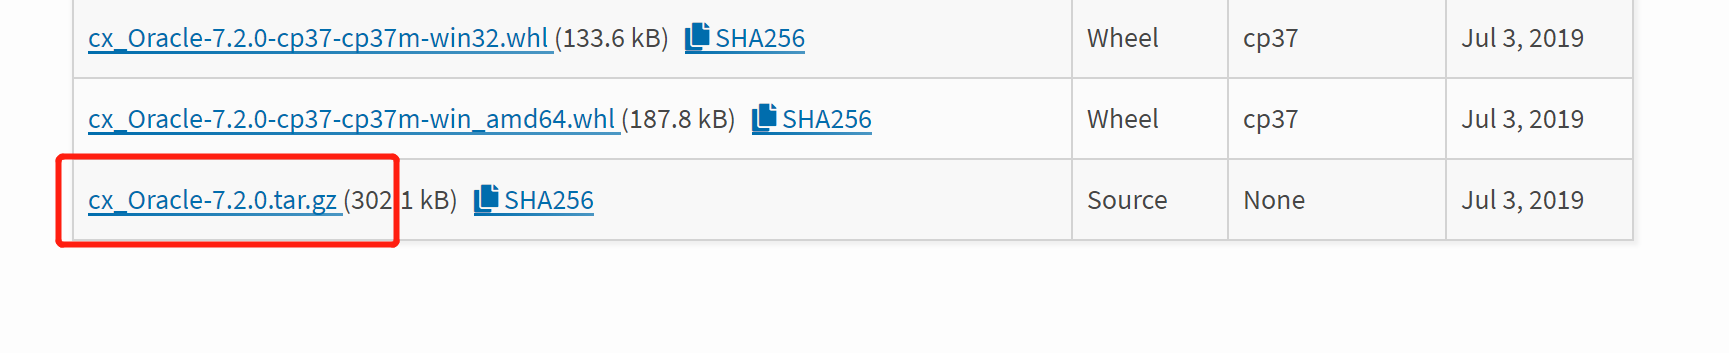 cx_Oracle-7.2.0-cp37-cp37m-win32.whl (133.6 kB) SHA256 Wheel cp37 Jul 3, 2019
cx_Oracle-7.2.0-cp37-cp37m-win_amd64.whl (187.8 kB) SHA256 Wheel cp37 Jul 3, 2019
cx_Oracle-7.2.0.tar.gz (302.1 kB) SHA256 Source None Jul 3, 2019